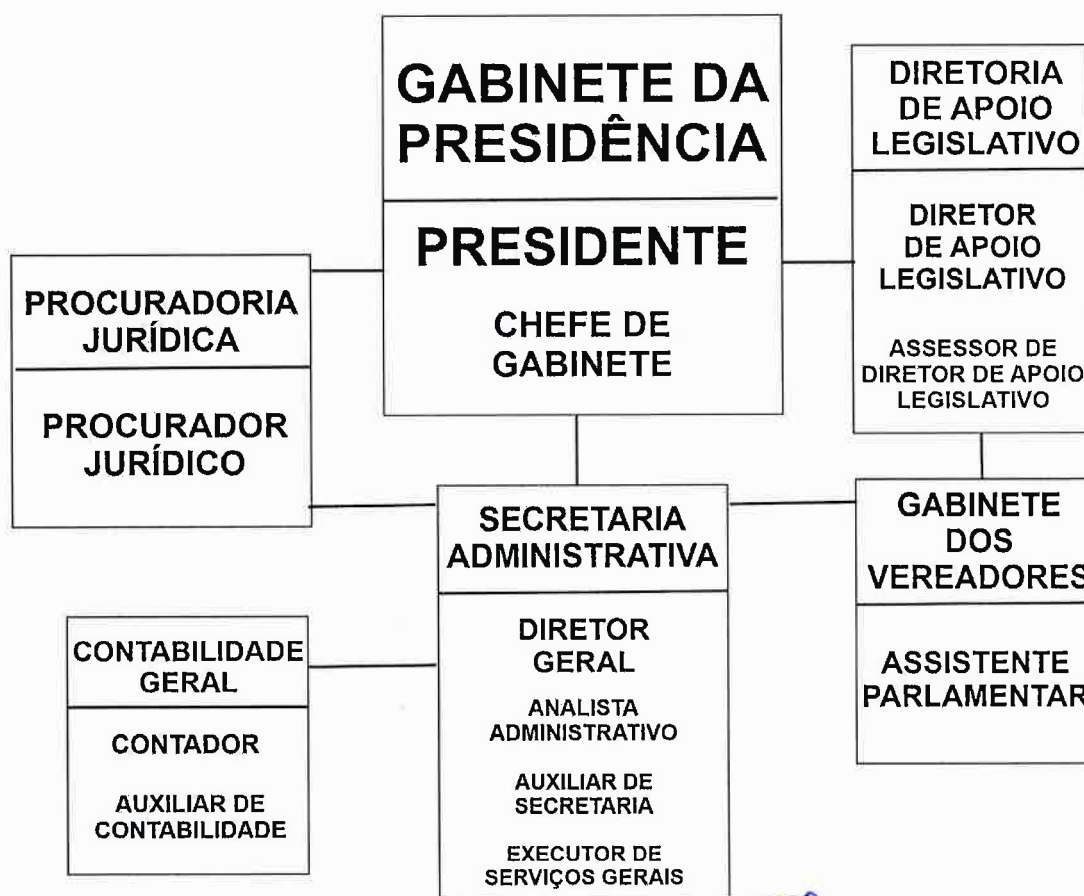 GABINETE DA
PRESIDÊNCIA
PRESIDENTE
CHEFE DE
GABINETE
DIRETORIA
DE APOIO
LEGISLATIVO
DIRETOR
DE APOIO
LEGISLATIVO
ASSESSOR DE
DIRETOR DE APOIO
LEGISLATIVO
PROCURADORIA
JURÍDICA
PROCURADOR
JURÍDICO
SECRETARIA
ADMINISTRATIVA
DIRETOR
GERAL
ANALISTA
ADMINISTRATIVO
AUXILIAR DE
SECRETARIA
EXECUTOR DE
SERVIÇOS GERAIS
GABINETE
DOS
VEREADORES
ASSISTENTE
PARLAMENTAR
CONTABILIDADE
GERAL
CONTADOR
AUXILIAR DE
CONTABILIDADE